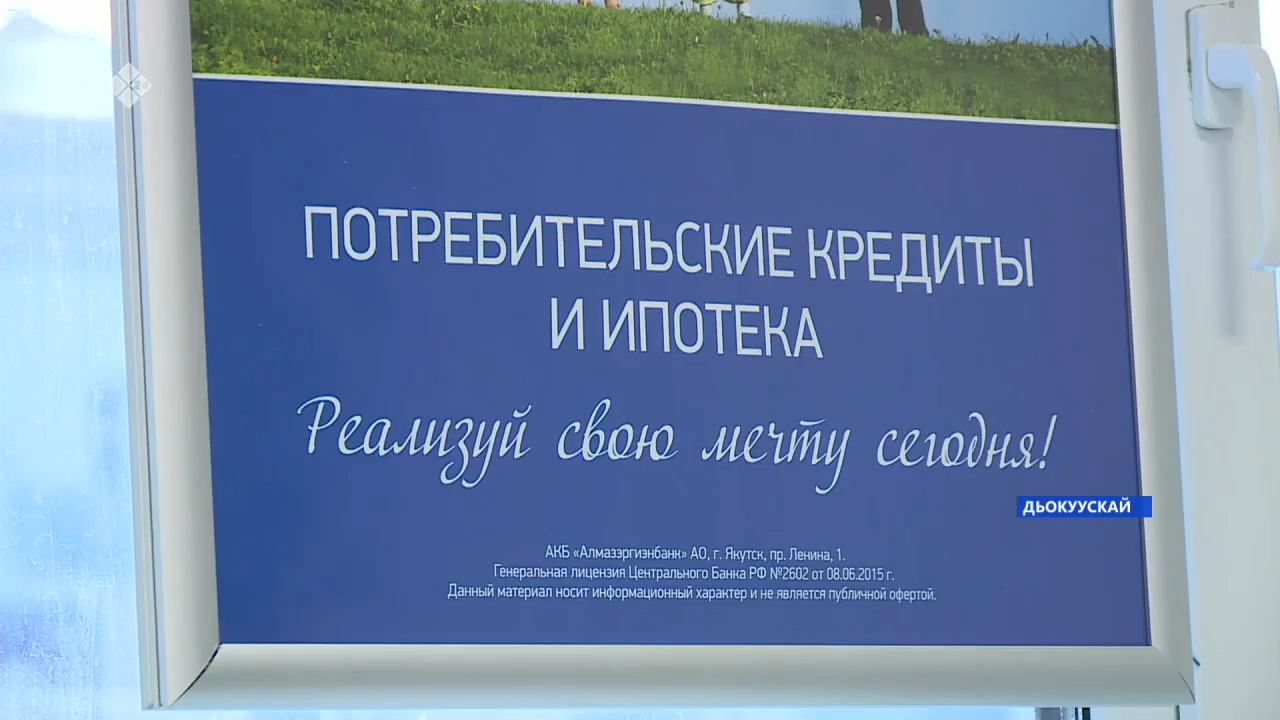 ПОТРЕБИТЕЛЬСКИЕ КРЕДИТЫ
И ИПОТЕКА
Реализуй свою мечту сегодня!
ДЬОКУУСКАЙ
АКБ «Алмазэргиэнбанк» АО, г. Якутск, пр. Ленина, 1.
Генеральная лицензия Центрального Банка РФ №2602 от 08.06.2015 г.
Данный материал носит информационный характер и не является публичной офертой.